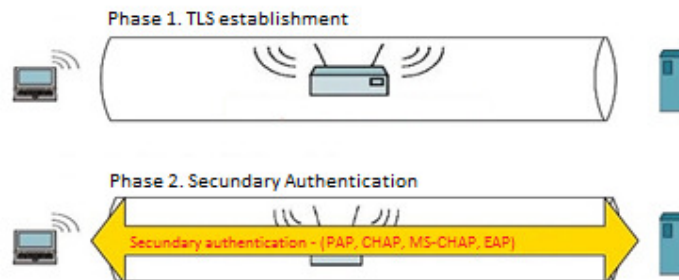 Phase 1. TLS establishment
Phase 2. Secundary Authentication
Secundary authentication - (PAP, CHAP, MS-CHAP, EAP)